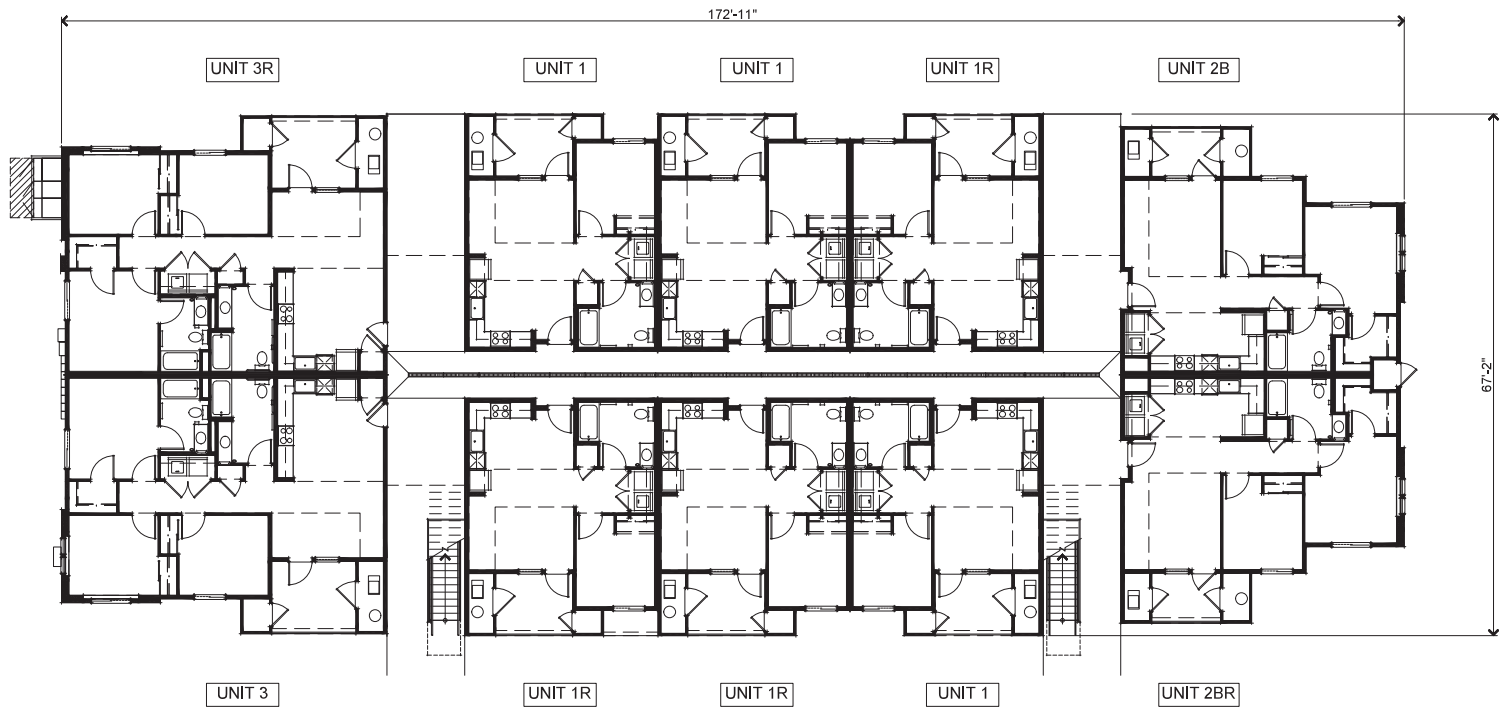 172'-11"
UNIT 3R
UNIT 1
UNIT 1
UNIT 1R
UNIT 2B
67'-2"
UNIT 3
UNIT 1R
UNIT 1R
UNIT 1
UNIT 2BR